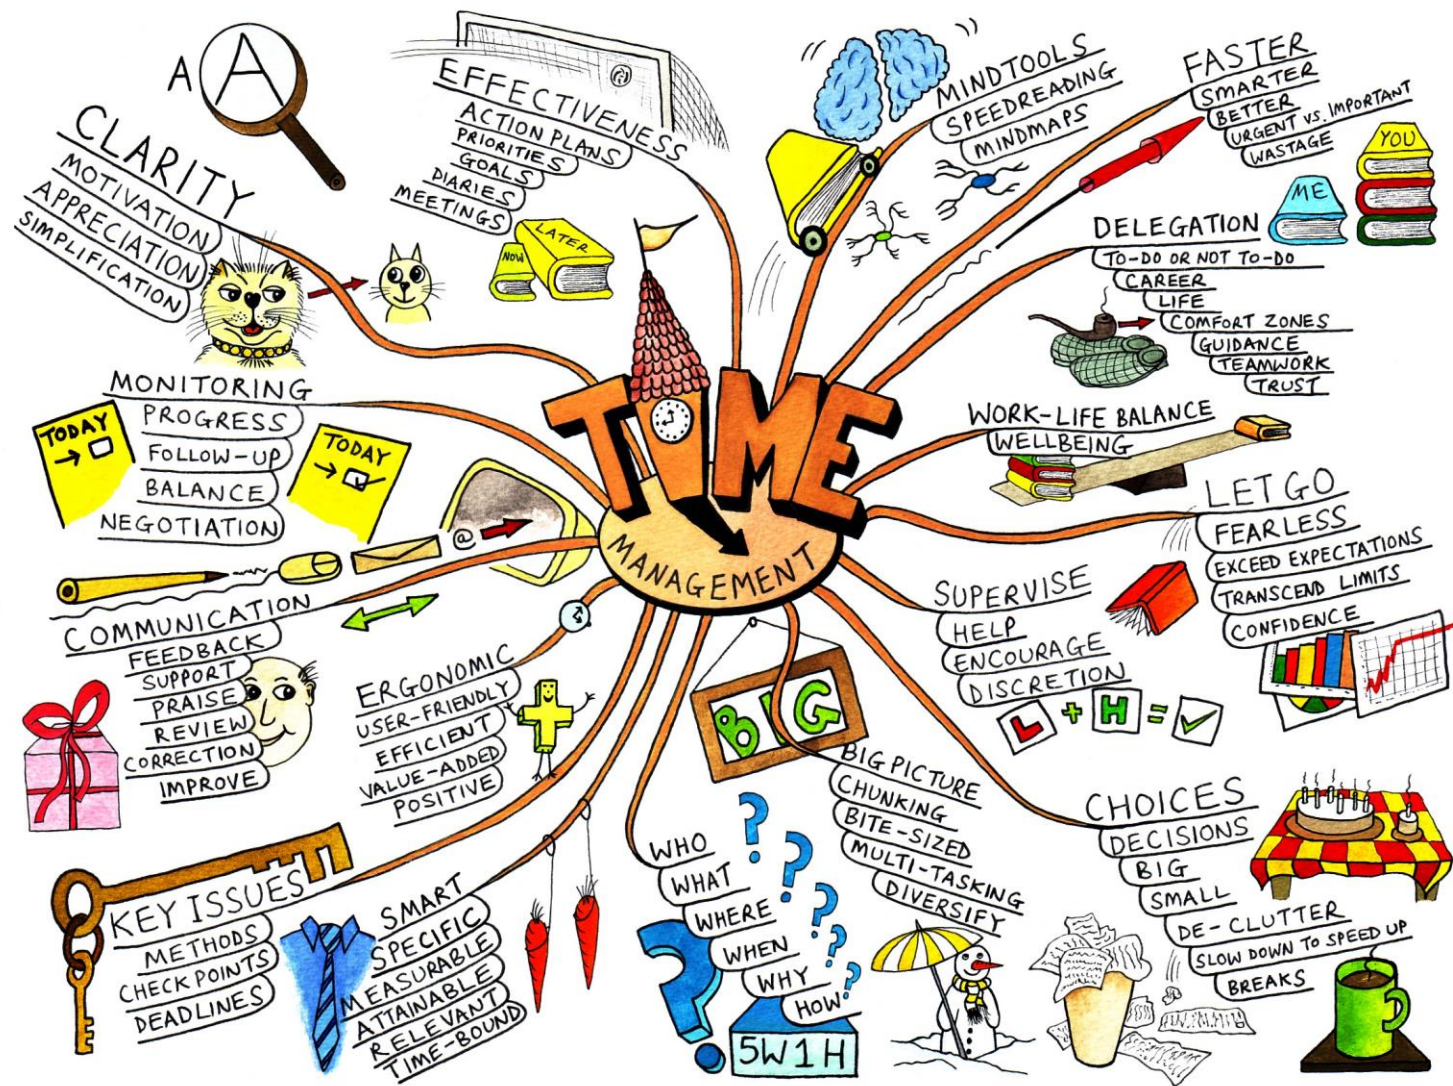 A A
CLARITY
MOTIVATION
APPRECIATION
SIMPLIFICATION
EFFECTIVENESS
ACTION PLANS
PRIORITIES
GOALS
DIARIES
MEETINGS
NOW
LATER
MINDTOOLS
SPEEDREADING
MINDMAPS
FASTER
SMARTER
BETTER
URGENT VS. IMPORTANT
WASTAGE
YOU
ME
DELEGATION
TO-DO OR NOT TO-DO
CAREER
LIFE
COMFORT ZONES
GUIDANCE
TEAMWORK
TRUST
TIME
MANAGEMENT
MONITORING
PROGRESS
FOLLOW-UP
BALANCE
NEGOTIATION
TODAY
TODAY
WORK-LIFE BALANCE
WELLBEING
LET GO
FEARLESS
EXCEED EXPECTATIONS
TRANSCEND LIMITS
CONFIDENCE
@
COMMUNICATION
FEEDBACK
SUPPORT
PRAISE
REVIEW
CORRECTION
IMPROVE
ERGONOMIC
USER-FRIENDLY
EFFICIENT
VALUE-ADDED
POSITIVE
SUPERVISE
HELP
ENCOURAGE
DISCRETION
L + H =
BIG
BIG PICTURE
CHUNKING
BITE-SIZED
MULTI-TASKING
DIVERSIFY
CHOICES
DECISIONS
BIG
SMALL
DE-CLUTTER
SLOW DOWN TO SPEED UP
BREAKS
KEY ISSUES
METHODS
CHECKPOINTS
DEADLINES
SMART
SPECIFIC
MEASURABLE
ATTAINABLE
RELEVANT
TIME-BOUND
WHO
WHAT
WHERE
WHEN
WHY
HOW
? ? ? ? ? ?
5W1H